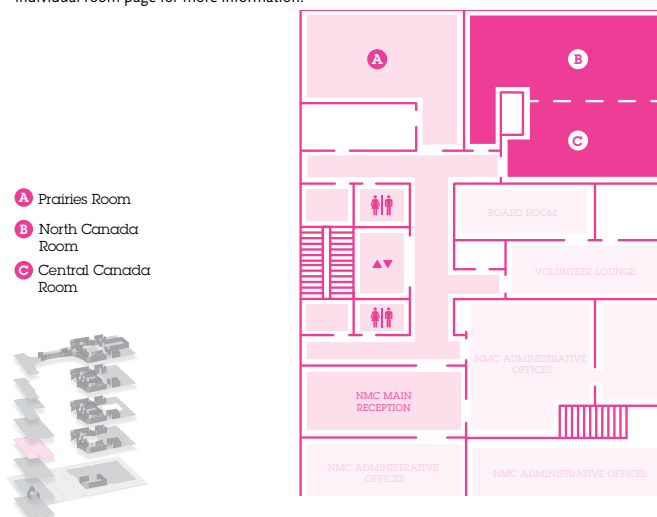 individual room page for more information.
A
B
C
A Prairies Room
B North Canada
Room
C Central Canada
Room
BOARD ROOM
VOLUNTEER LOUNGE
NMC ADMINISTRATIVE
OFFICES
NMC MAIN
RECEPTION
NMC ADMINISTRATIVE
OFFICES
NMC ADMINISTRATIVE OFFICES